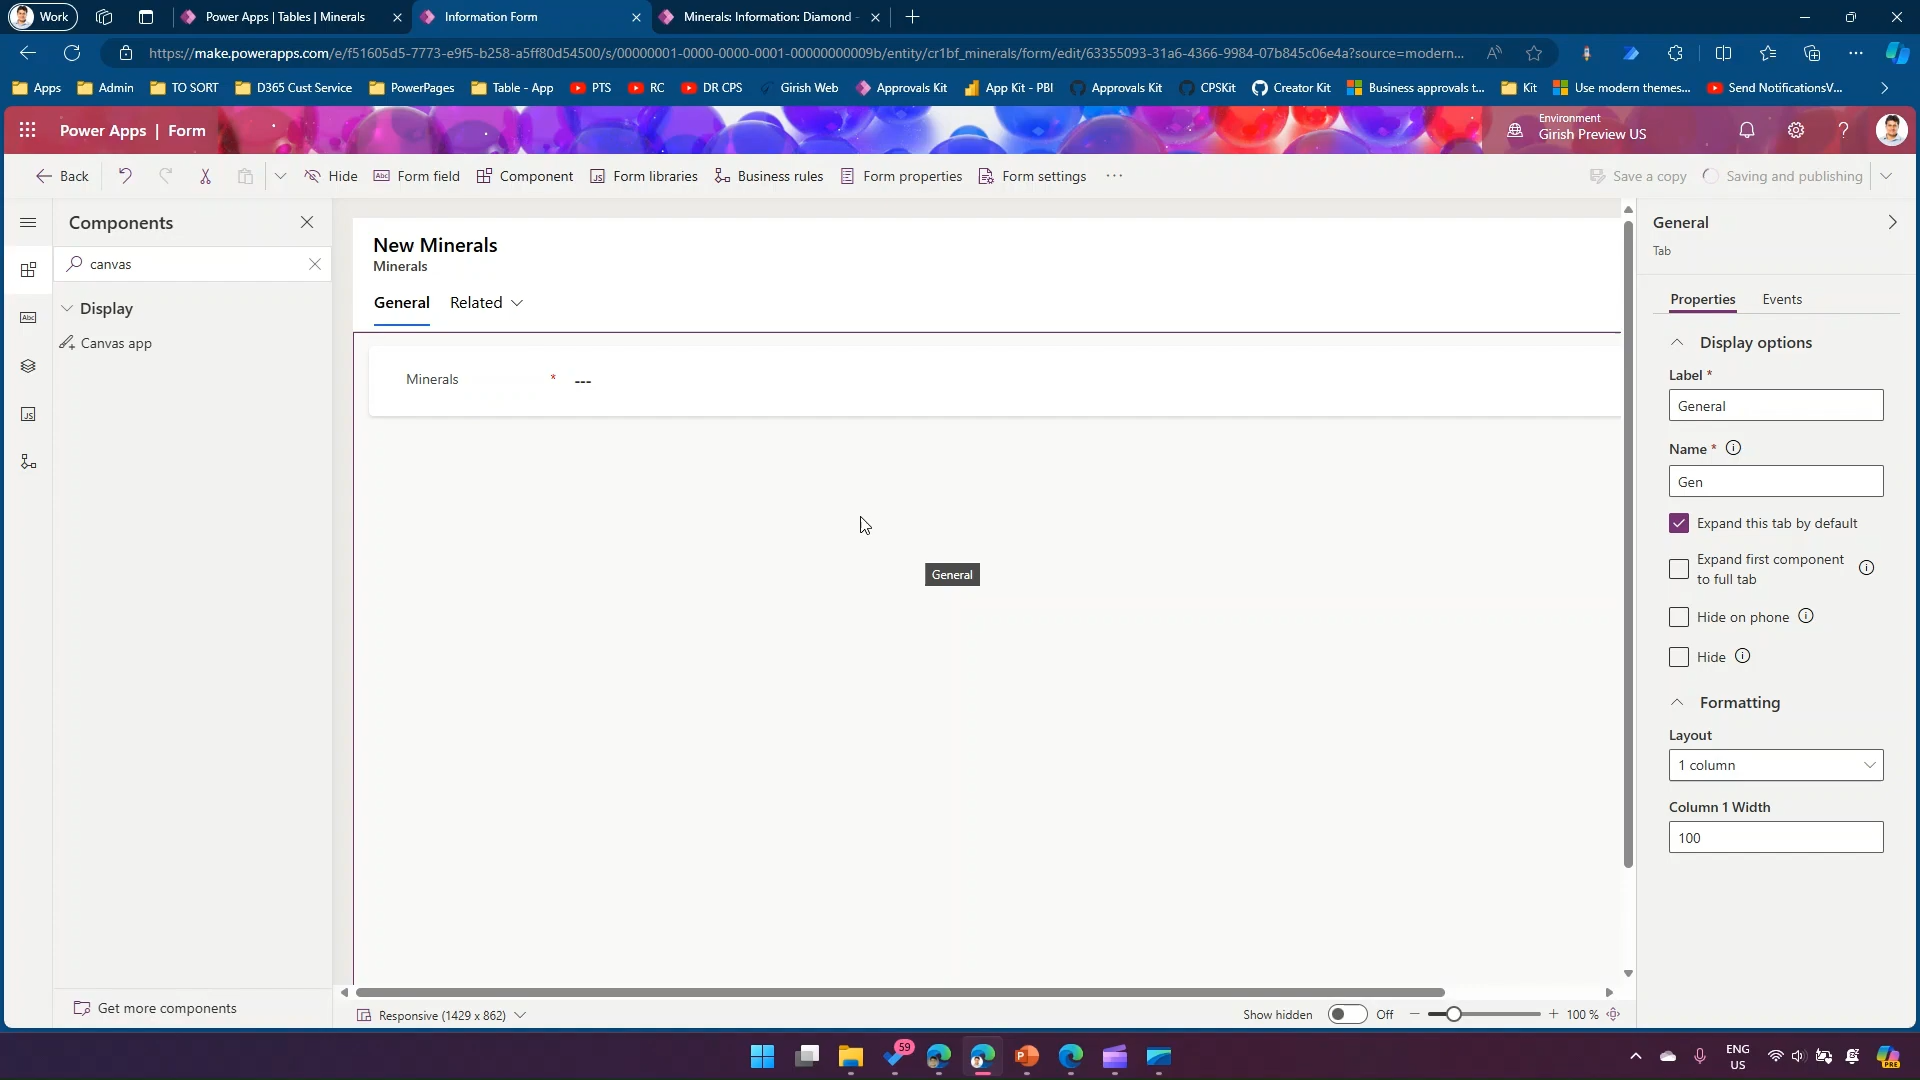 Work
Power Apps | Tables | Minerals
Information Form
Minerals: Information: Diamond -
https://make.powerapps.com/e/f51605d5-7773-e9f5-b258-a5ff80d54500/s/00000001-0000-0000-0001-00000000009b/entity/cr1bf_minerals/form/edit/63355093-31a6-4366-9984-07b845c06e4a?source=modern...
Apps
Admin
TO SORT
D365 Cust Service
PowerPages
Table - App
PTS
RC
DR CPS
Girish Web
Approvals Kit
App Kit - PBI
Approvals Kit
CPSKit
Creator Kit
Business approvals t...
Kit
Use modern themes...
Send NotificationsV...
Power Apps | Form
Environment
Girish Preview US
Back
Hide
Abc Form field
Component
JS Form libraries
Business rules
Form properties
Form settings
Save a copy
Saving and publishing
Components
canvas
Display
Canvas app
Abc
JS
Get more components
New Minerals
Minerals
General
Related
Minerals * ---
General
General
Tab
Properties
Events
Display options
Label *
General
Name *
Gen
Expand this tab by default
Expand first component
to full tab
Hide on phone
Hide
Formatting
Layout
1 column
Column 1 Width
100
Responsive (1429 x 862)
Show hidden
Off
100 %
59
ENG
US
PRE